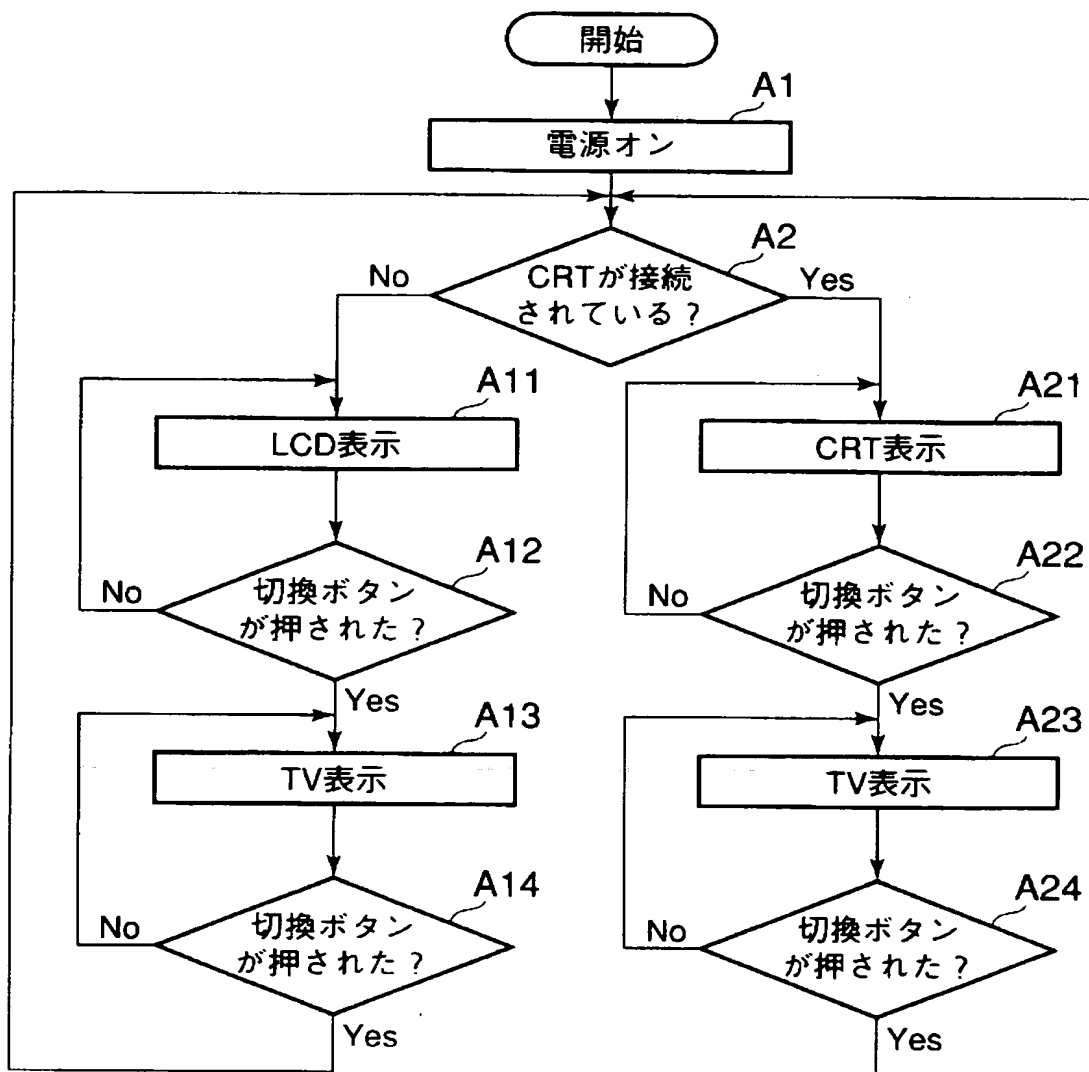 開始
A1
電源オン
A2
CRTが接続
されている?
No
Yes
A11
LCD表示
A12
切換ボタン
が押された?
No
Yes
A13
TV表示
A14
切換ボタン
が押された?
No
Yes
A21
CRT表示
A22
切換ボタン
が押された?
No
Yes
A23
TV表示
A24
切換ボタン
が押された?
No
Yes